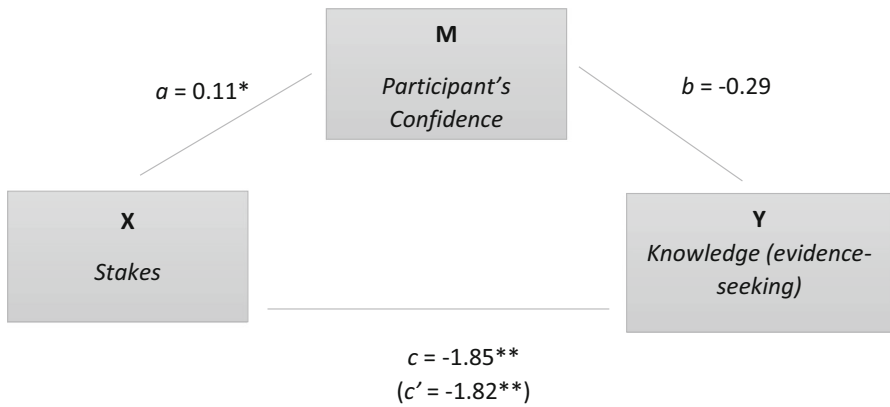 M
Participant's
Confidence
a = 0.11*
b = -0.29
X
Stakes
Y
Knowledge (evidence-
seeking)
c = -1.85**
(c' = -1.82**)